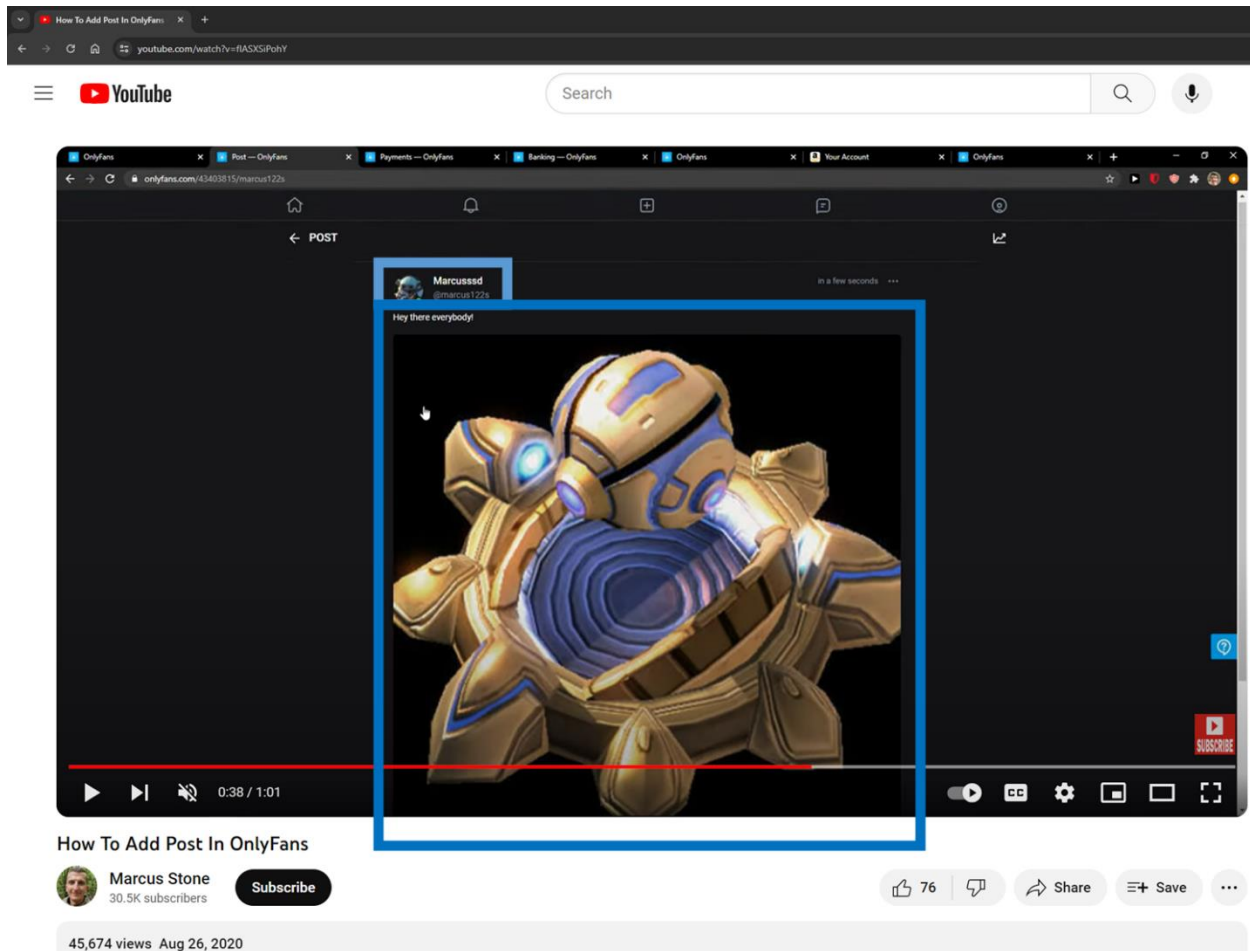 How To Add Post In OnlyFans
youtube.com/watch?v=flASXSiPohY
YouTube
Search
OnlyFans
Post — OnlyFans
Payments — OnlyFans
Banking — OnlyFans
OnlyFans
Your Account
OnlyFans
onlyfans.com/43403815/marcus122s
POST
Marcusssd
in a few seconds
@marcus122s
Hey there everybody!
SUBSCRIBE
0:38 / 1:01
CC
How To Add Post In OnlyFans
Marcus Stone
30.5K subscribers
Subscribe
76
Share
Save
45,674 views Aug 26, 2020